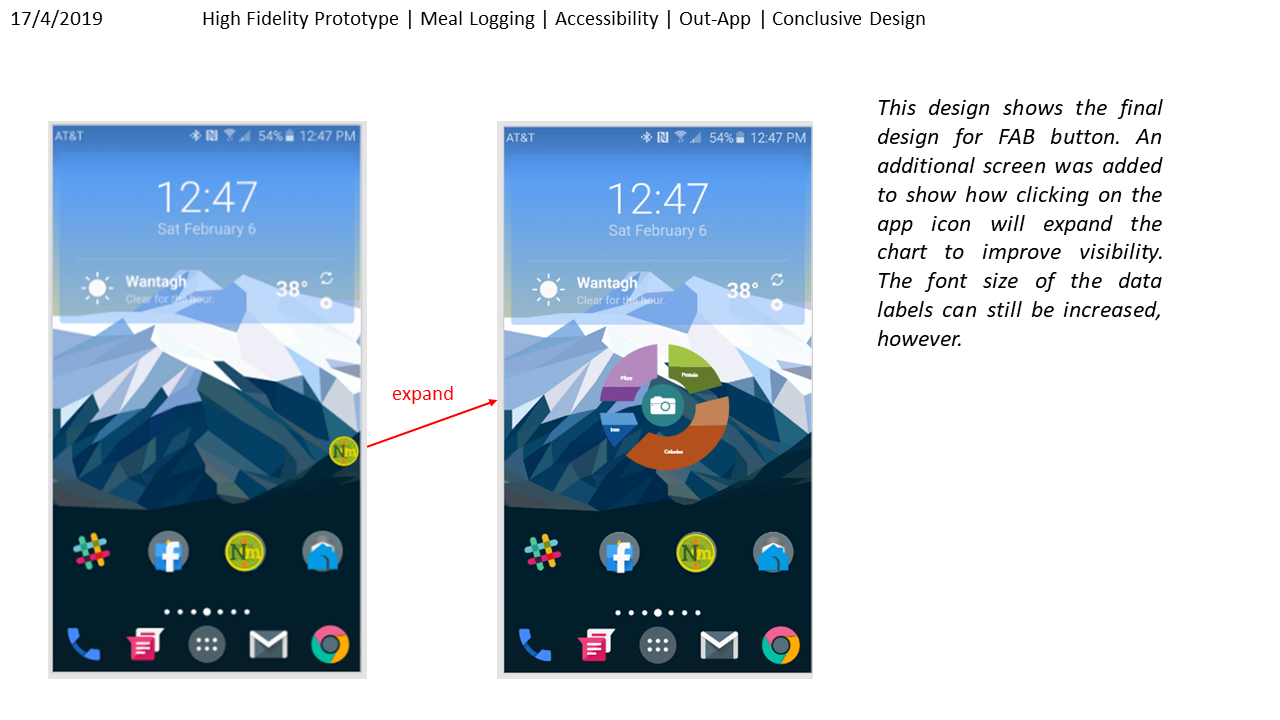 17/4/2019 High Fidelity Prototype | Meal Logging | Accessibility | Out-App | Conclusive Design
AT&T 54% 12:47 PM
12:47
Sat February 6
Wantagh
Clear for the hour.
38°
Nm
Nm
expand
AT&T 54% 12:47 PM
12:47
Sat February 6
Wantagh
Clear for the hour.
38°
Fiber
Protein
Iron
Calories
Nm
This design shows the final
design for FAB button. An
additional screen was added
to show how clicking on the
app icon will expand the
chart to improve visibility.
The font size of the data
labels can still be increased,
however.